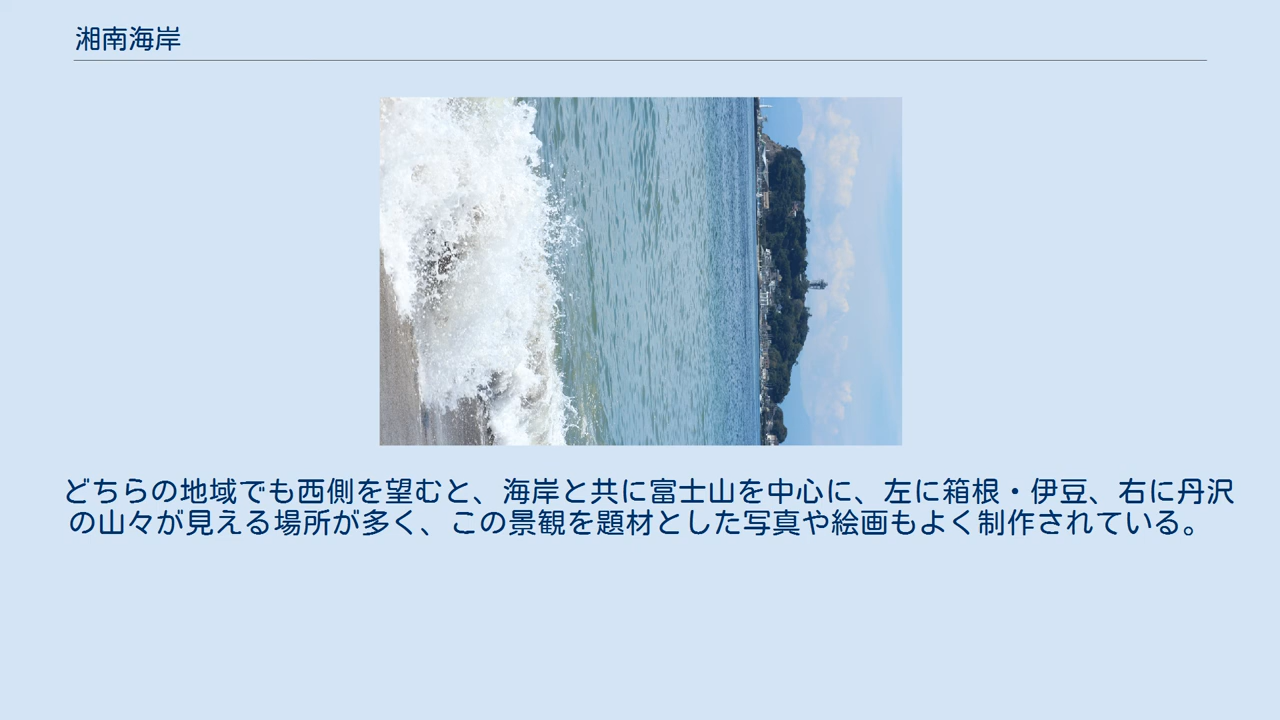 湘南海岸
どちらの地域でも西側を望むと、海岸と共に富士山を中心に、左に箱根・伊豆、右に丹沢
の山々が見える場所が多く、この景観を題材とした写真や絵画もよく制作されている。